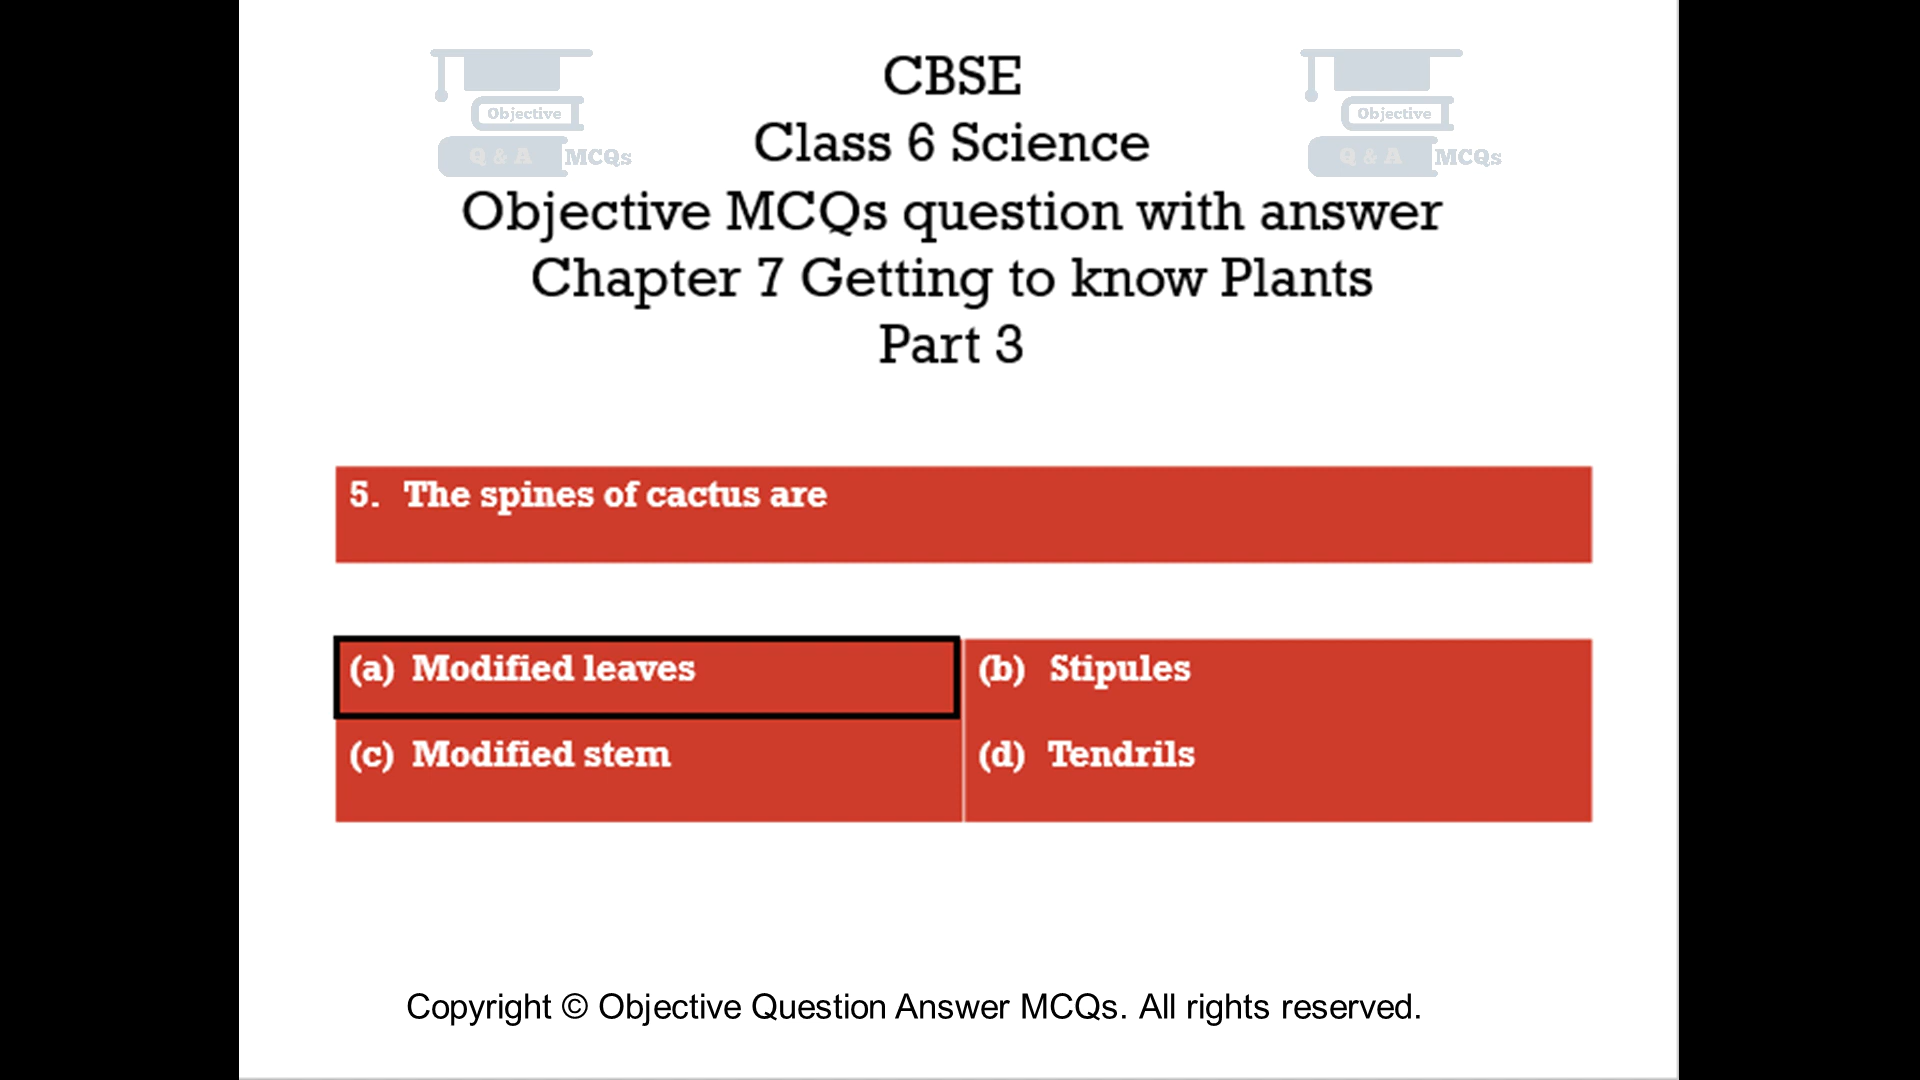 CBSE
Class 6 Science
Objective MCQs question with answer
Chapter 7 Getting to know Plants
Part 3
Objective
Q & A MCQs
Objective
Q & A MCQs
5. The spines of cactus are
(a) Modified leaves
(b) Stipules
(c) Modified stem
(d) Tendrils
Copyright © Objective Question Answer MCQs. All rights reserved.